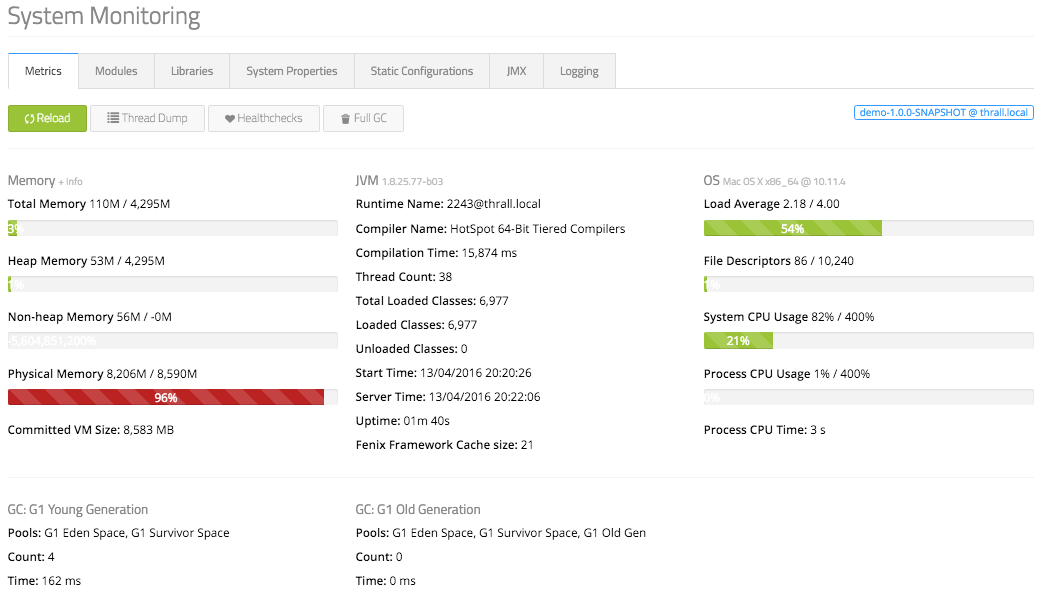 System Monitoring
Metrics Modules Libraries System Properties Static Configurations JMX Logging
Reload Thread Dump Healthchecks Full GC demo-1.0.0-SNAPSHOT @ thrall.local
Memory + Info
Total Memory 110M / 4,295M
3%
Heap Memory 53M / 4,295M
1%
Non-heap Memory 56M / -0M
-5,604,851,200%
Physical Memory 8,206M / 8,590M
96%
Committed VM Size: 8,583 MB
JVM 1.8.25.77-b03
Runtime Name: 2243@thrall.local
Compiler Name: HotSpot 64-Bit Tiered Compilers
Compilation Time: 15,874 ms
Thread Count: 38
Total Loaded Classes: 6,977
Loaded Classes: 6,977
Unloaded Classes: 0
Start Time: 13/04/2016 20:20:26
Server Time: 13/04/2016 20:22:06
Uptime: 01m 40s
Fenix Framework Cache size: 21
OS Mac OS X x86_64 @ 10.11.4
Load Average 2.18 / 4.00
54%
File Descriptors 86 / 10,240
1%
System CPU Usage 82% / 400%
21%
Process CPU Usage 1% / 400%
0%
Process CPU Time: 3 s
GC: G1 Young Generation
Pools: G1 Eden Space, G1 Survivor Space
Count: 4
Time: 162 ms
GC: G1 Old Generation
Pools: G1 Eden Space, G1 Survivor Space, G1 Old Gen
Count: 0
Time: 0 ms